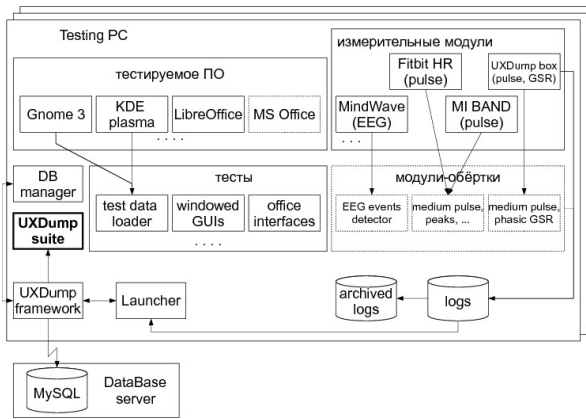 Testing PC
тестируемое ПО
Gnome 3
KDE
plasma
LibreOffice
MS Office
. . . .
измерительные модули
Fitbit HR
(pulse)
UXDump box
(pulse, GSR)
MindWave
(EEG)
MI BAND
(pulse)
. . .
DB
manager
UXDump
suite
тесты
test data
loader
windowed
GUIs
office
interfaces
. . . .
модули-обёртки
EEG events
detector
medium pulse,
peaks, ...
medium pulse,
phasic GSR
UXDump
framework
Launcher
archived
logs
logs
MySQL
DataBase
server